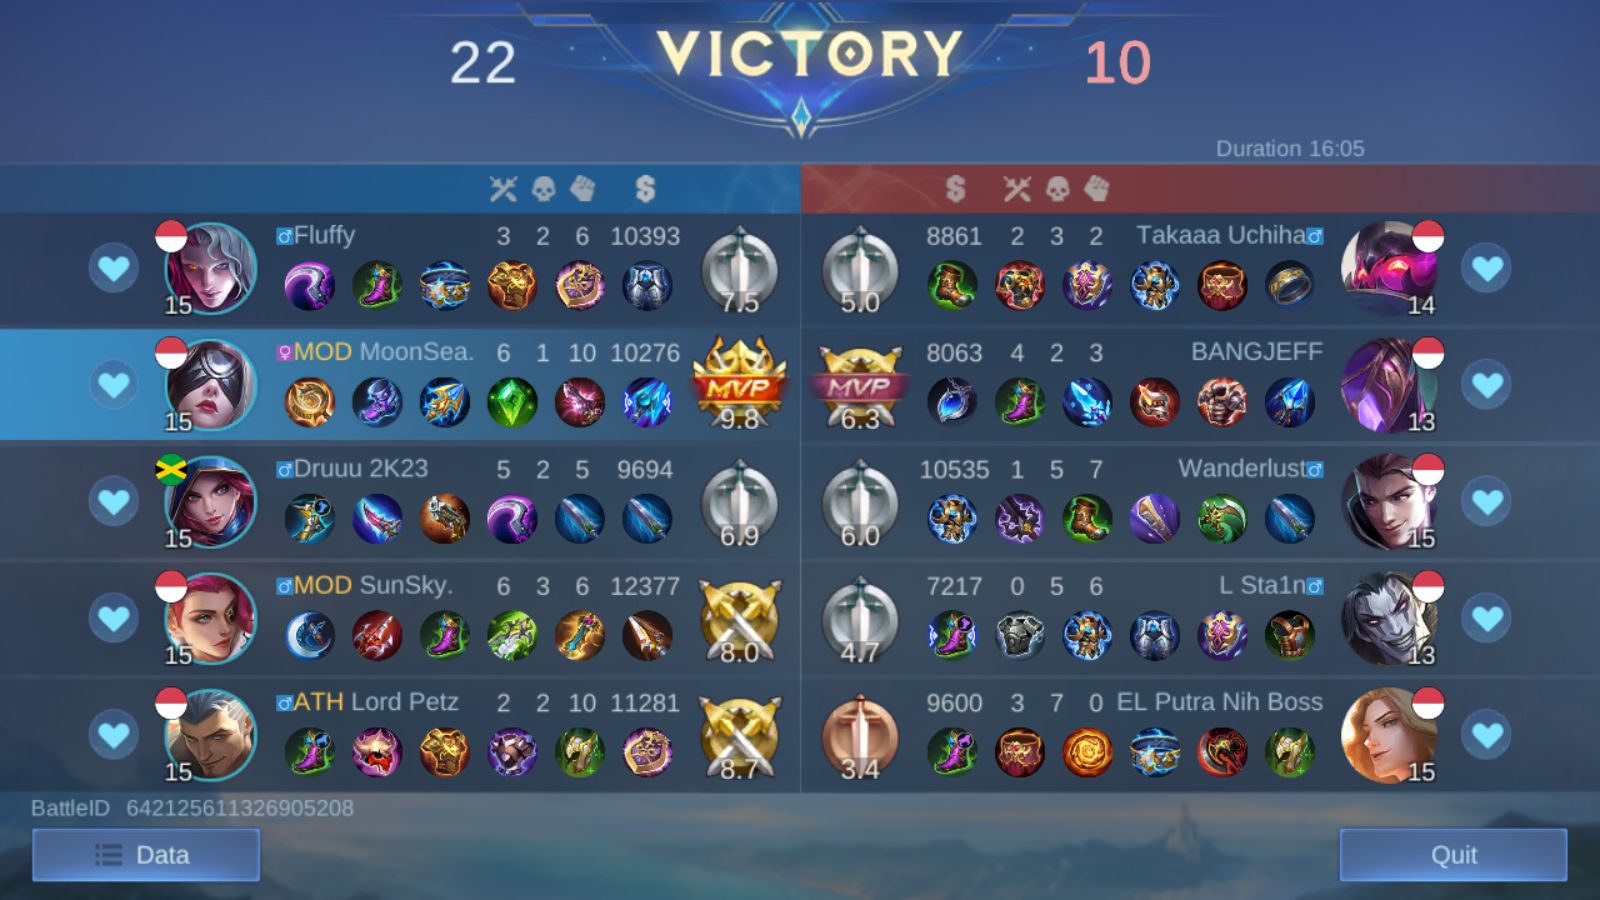 22 VICTORY 10
Duration 16:05
Fluffy 3 2 6 10393
15 7.5
MOD MoonSea. 6 1 10 10276
15 MVP 9.8
Druuu 2K23 5 2 5 9694
15 6.9
MOD SunSky. 6 3 6 12377
15 8.0
ATH Lord Petz 2 2 10 11281
15 8.7
8861 2 3 2 Takaaa Uchiha
5.0 14
8063 4 2 3 BANGJEFF
MVP 6.3 13
10535 1 5 7 Wanderlust
6.0 15
7217 0 5 6 L Sta1n
4.7 13
9600 3 7 0 EL Putra Nih Boss
3.4 15
BattleID 642125611326905208
Data
Quit